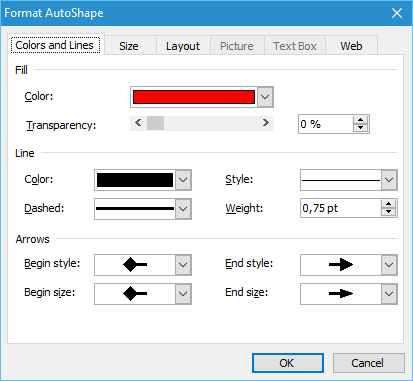 Format AutoShape
Colors and Lines Size Layout Picture Text Box Web
Fill
Color:
Transparency: 0 %
Line
Color: Style:
Dashed: Weight: 0,75 pt
Arrows
Begin style: End style:
Begin size: End size:
OK Cancel